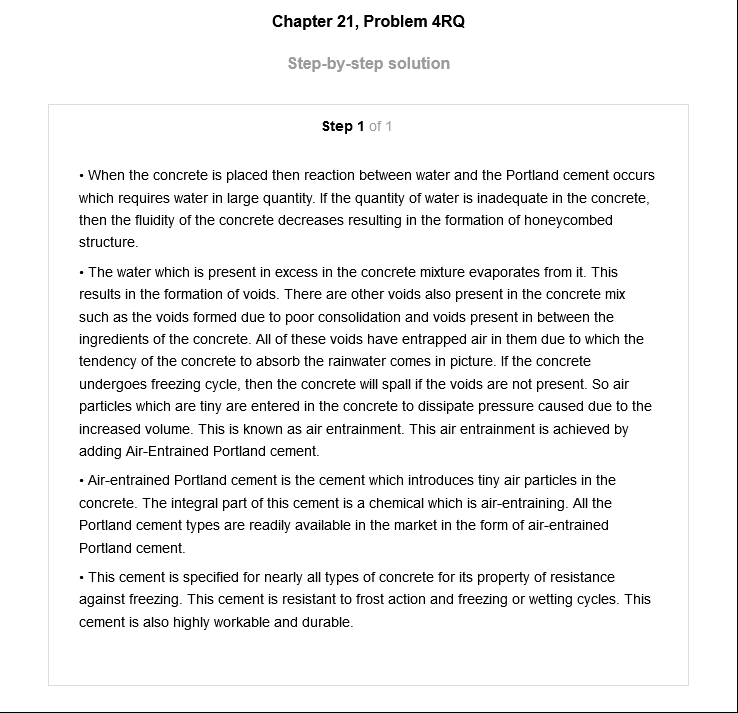 Chapter 21, Problem 4RQ
Step-by-step solution
Step 1 of 1
• When the concrete is placed then reaction between water and the Portland cement occurs
which requires water in large quantity. If the quantity of water is inadequate in the concrete,
then the fluidity of the concrete decreases resulting in the formation of honeycombed
structure.
• The water which is present in excess in the concrete mixture evaporates from it. This
results in the formation of voids. There are other voids also present in the concrete mix
such as the voids formed due to poor consolidation and voids present in between the
ingredients of the concrete. All of these voids have entrapped air in them due to which the
tendency of the concrete to absorb the rainwater comes in picture. If the concrete
undergoes freezing cycle, then the concrete will spall if the voids are not present. So air
particles which are tiny are entered in the concrete to dissipate pressure caused due to the
increased volume. This is known as air entrainment. This air entrainment is achieved by
adding Air-Entrained Portland cement.
• Air-entrained Portland cement is the cement which introduces tiny air particles in the
concrete. The integral part of this cement is a chemical which is air-entraining. All the
Portland cement types are readily available in the market in the form of air-entrained
Portland cement.
• This cement is specified for nearly all types of concrete for its property of resistance
against freezing. This cement is resistant to frost action and freezing or wetting cycles. This
cement is also highly workable and durable.